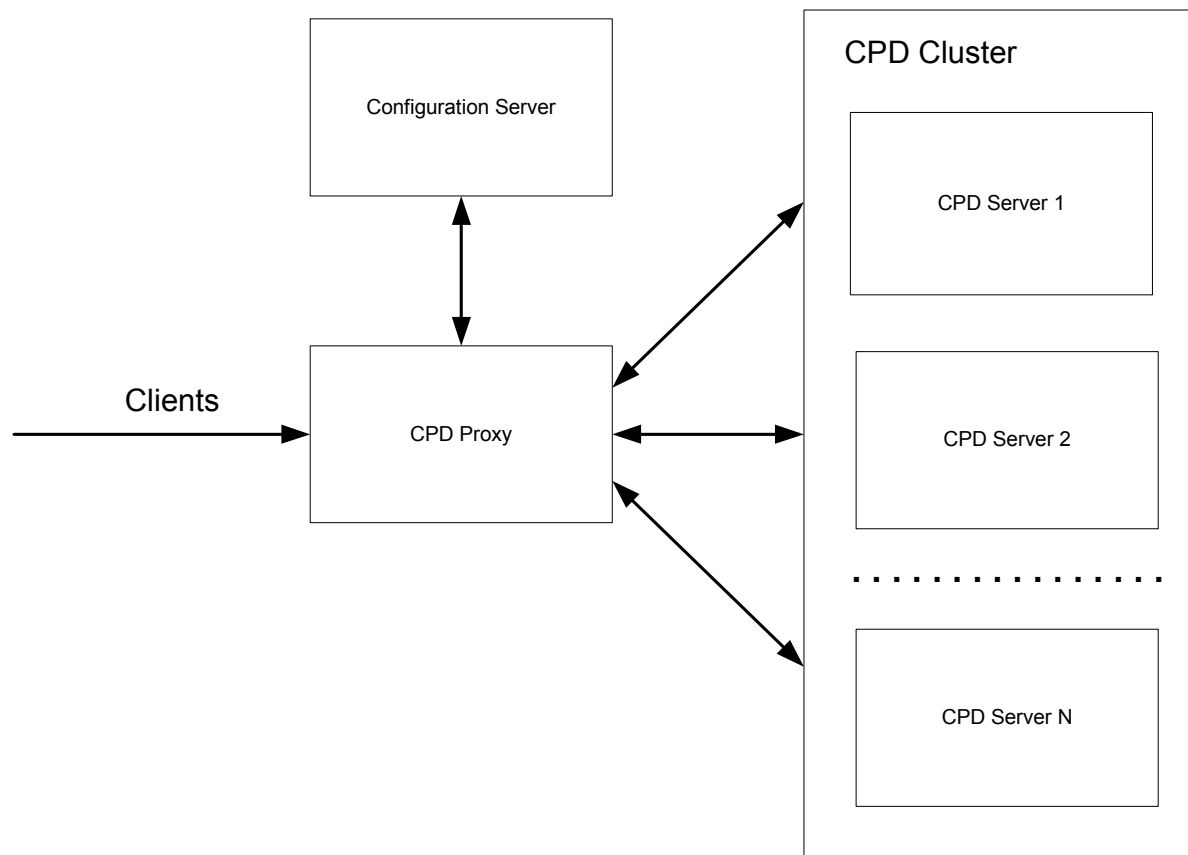 Configuration Server
CPD Cluster
CPD Server 1
Clients
CPD Proxy
CPD Server 2
CPD Server N